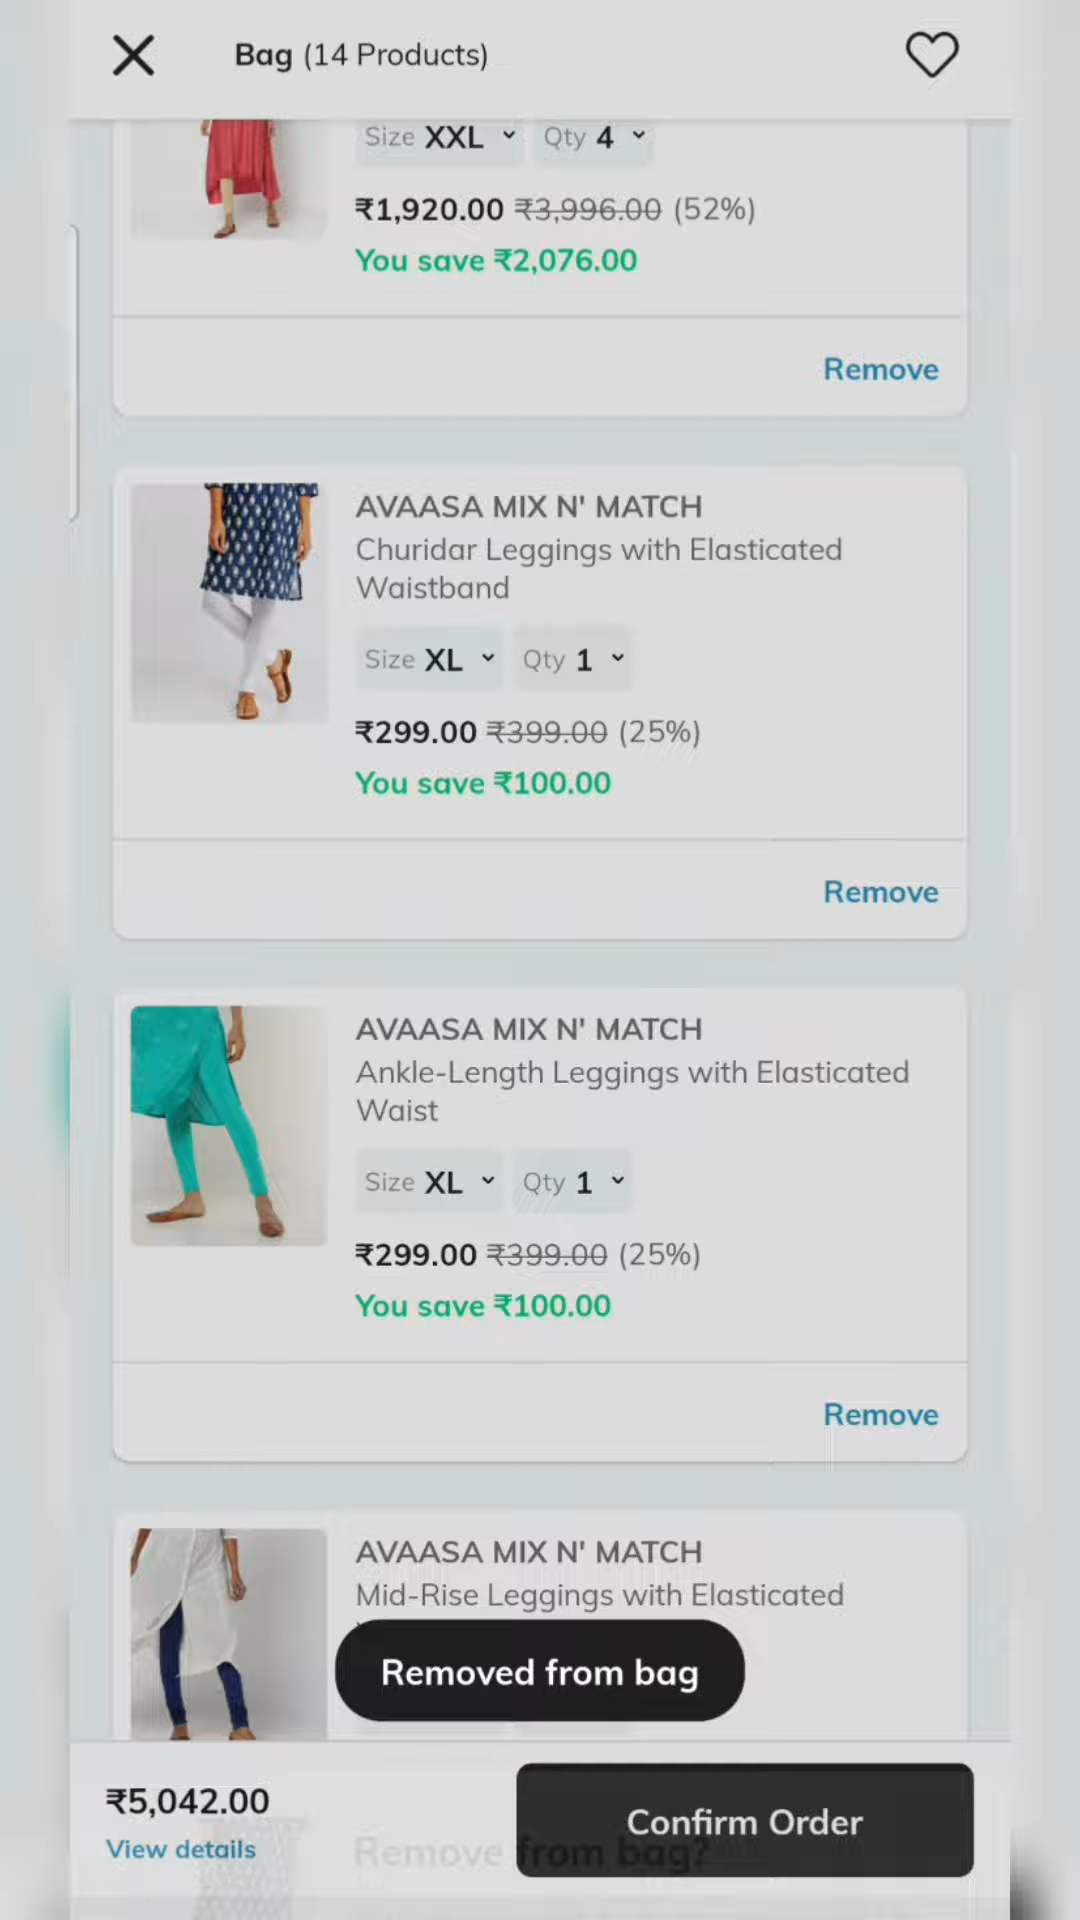 Bag (14 Products)
Size XXL Qty 4
₹1,920.00 ₹3,996.00 (52%)
You save ₹2,076.00
Remove
AVAASA MIX N' MATCH
Churidar Leggings with Elasticated
Waistband
Size XL Qty 1
₹299.00 ₹399.00 (25%)
You save ₹100.00
Remove
AVAASA MIX N' MATCH
Ankle-Length Leggings with Elasticated
Waist
Size XL Qty 1
₹299.00 ₹399.00 (25%)
You save ₹100.00
Remove
AVAASA MIX N' MATCH
Mid-Rise Leggings with Elasticated
Removed from bag
₹5,042.00
Confirm Order
View details
Remove from bag?